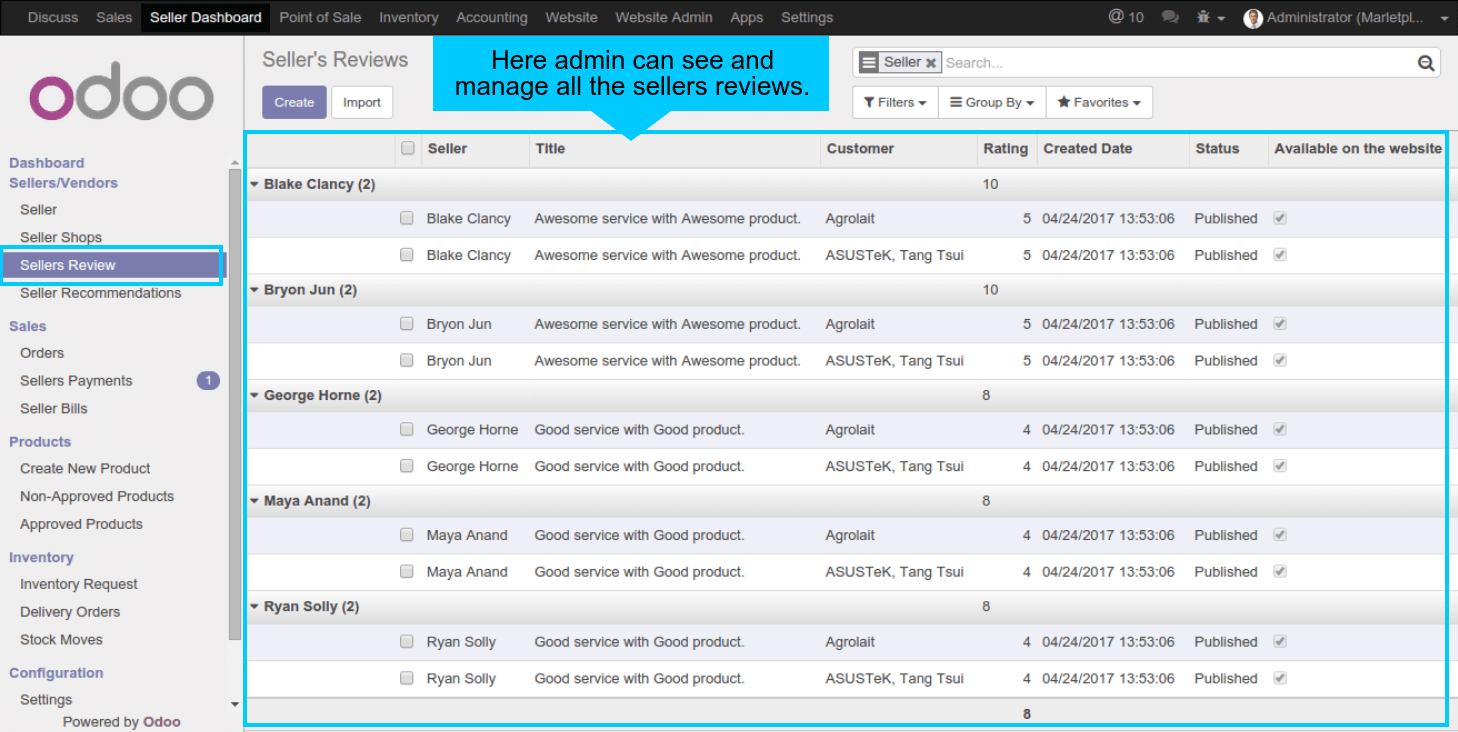 Discuss Sales Seller Dashboard Point of Sale Inventory Accounting Website Website Admin Apps Settings @ 10 Administrator (Marletpl...
odoo
Dashboard
Sellers/Vendors
Seller
Seller Shops
Sellers Review
Seller Recommendations
Sales
Orders
Sellers Payments 1
Seller Bills
Products
Create New Product
Non-Approved Products
Approved Products
Inventory
Inventory Request
Delivery Orders
Stock Moves
Configuration
Settings
Powered by Odoo
Seller's Reviews
Create Import
Here admin can see and
manage all the sellers reviews.
Seller Search...
Filters Group By Favorites
Seller Title Customer Rating Created Date Status Available on the website
Blake Clancy (2) 10
Blake Clancy Awesome service with Awesome product. Agrolait 5 04/24/2017 13:53:06 Published
Blake Clancy Awesome service with Awesome product. ASUSTeK, Tang Tsui 5 04/24/2017 13:53:06 Published
Bryon Jun (2) 10
Bryon Jun Awesome service with Awesome product. Agrolait 5 04/24/2017 13:53:06 Published
Bryon Jun Awesome service with Awesome product. ASUSTeK, Tang Tsui 5 04/24/2017 13:53:06 Published
George Horne (2) 8
George Horne Good service with Good product. Agrolait 4 04/24/2017 13:53:06 Published
George Horne Good service with Good product. ASUSTeK, Tang Tsui 4 04/24/2017 13:53:06 Published
Maya Anand (2) 8
Maya Anand Good service with Good product. Agrolait 4 04/24/2017 13:53:06 Published
Maya Anand Good service with Good product. ASUSTeK, Tang Tsui 4 04/24/2017 13:53:06 Published
Ryan Solly (2) 8
Ryan Solly Good service with Good product. Agrolait 4 04/24/2017 13:53:06 Published
Ryan Solly Good service with Good product. ASUSTeK, Tang Tsui 4 04/24/2017 13:53:06 Published
8